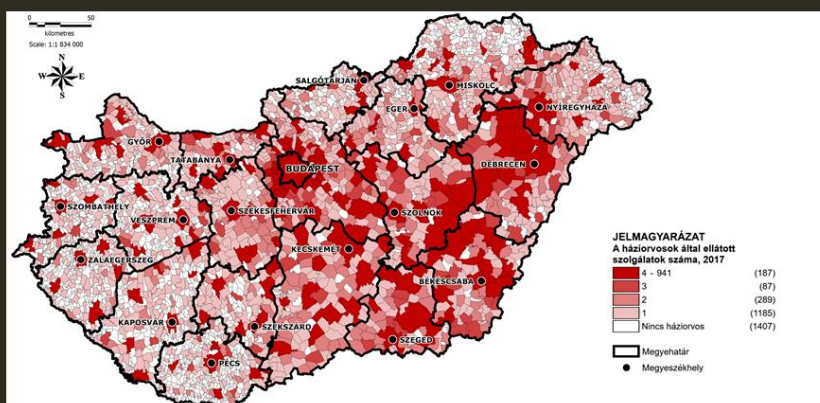 0 50
kilometres
Scale: 1:1 834 000
N
W E
S
SALGÓTARJÁN
MISKOLC
EGER
NYÍREGYHÁZA
GYŐR
TATABÁNYA
BUDAPEST
DEBRECEN
SZOMBATHELY
VESZPRÉM
SZÉKESFEHÉRVÁR
SZOLNOK
ZALAEGERSZEG
KECSKEMÉT
BÉKÉSCSABA
KAPOSVÁR
SZEKSZÁRD
SZEGED
PÉCS
JELMAGYARÁZAT
A háziorvosok által ellátott
szolgálatok száma, 2017
4 - 941 (187)
3 (87)
2 (289)
1 (1185)
Nincs háziorvos (1407)
Megyehatár
Megyeszékhely